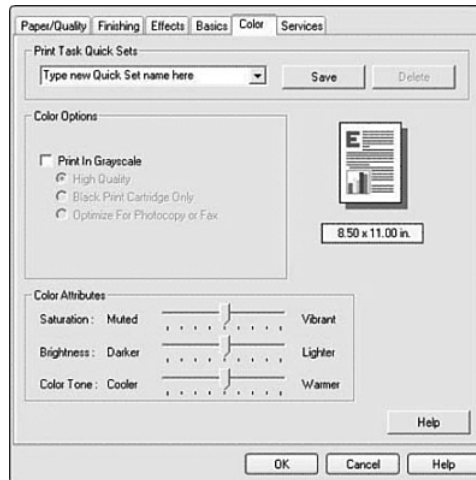 Paper/Quality Finishing Effects Basics Color Services
Print Task Quick Sets
Type new Quick Set name here Save Delete
Color Options
Print In Grayscale
High Quality
Black Print Cartridge Only
Optimize For Photocopy or Fax
E
8.50 x 11.00 in.
Color Attributes
Saturation : Muted Vibrant
Brightness : Darker Lighter
Color Tone : Cooler Warmer
Help
OK Cancel Help